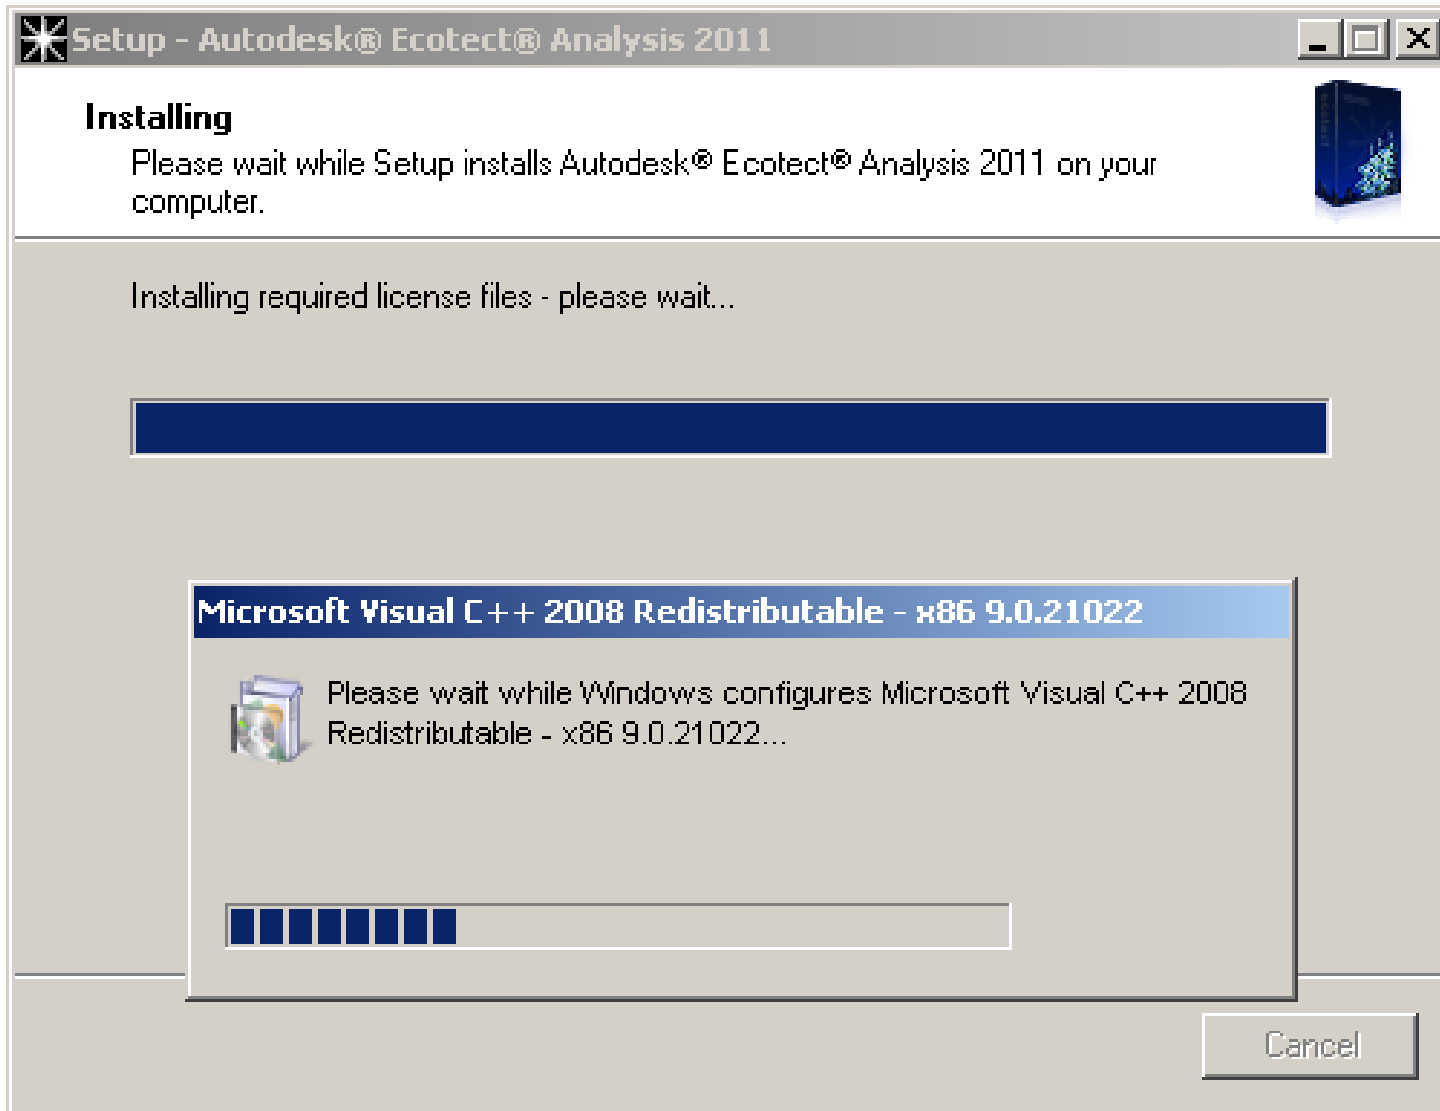 Setup - Autodesk® Ecotect® Analysis 2011
Installing
Please wait while Setup installs Autodesk® Ecotect® Analysis 2011 on your
computer.
Installing required license files - please wait...
Microsoft Visual C++ 2008 Redistributable - x86 9.0.21022
Please wait while Windows configures Microsoft Visual C++ 2008
Redistributable - x86 9.0.21022...
Cancel